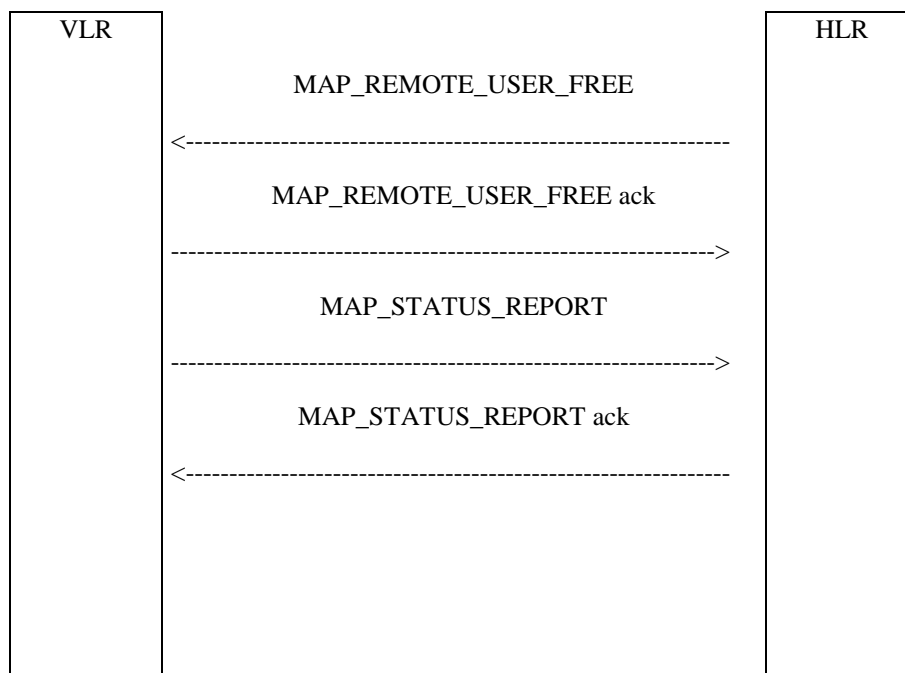 VLR
HLR
MAP_REMOTE_USER_FREE
<---------------------------------------------------------------
MAP_REMOTE_USER_FREE ack
--------------------------------------------------------------->
MAP_STATUS_REPORT
--------------------------------------------------------------->
MAP_STATUS_REPORT ack
<---------------------------------------------------------------